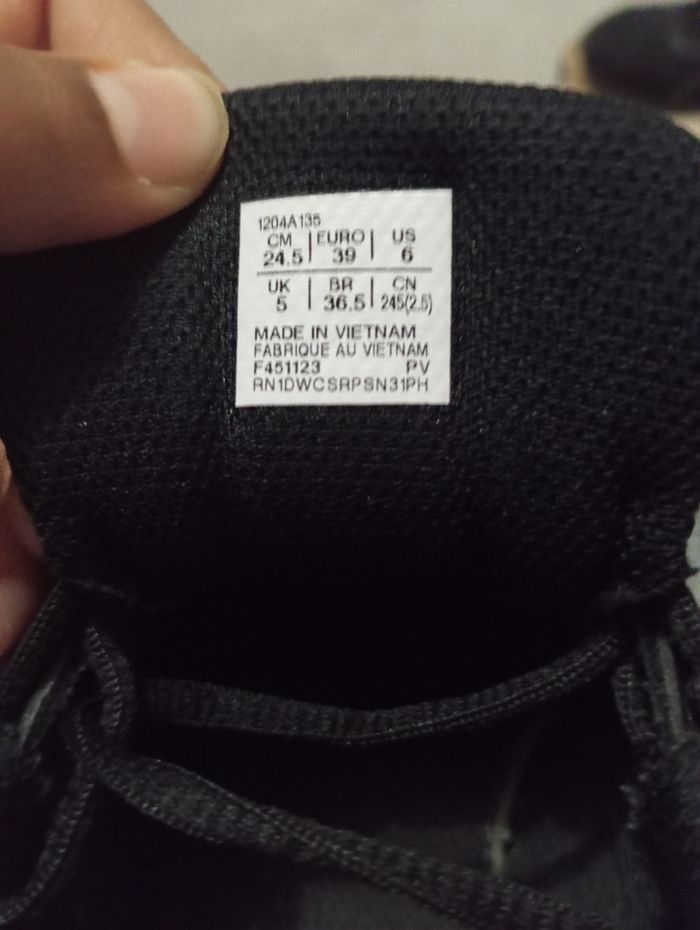 1204A135
CM | EURO | US
24.5 | 39 | 6
UK | BR | CN
5 | 36.5 | 245(2.5)
MADE IN VIETNAM
FABRIQUE AU VIETNAM
F451123 PV
RN1DWCSRPSN31PH